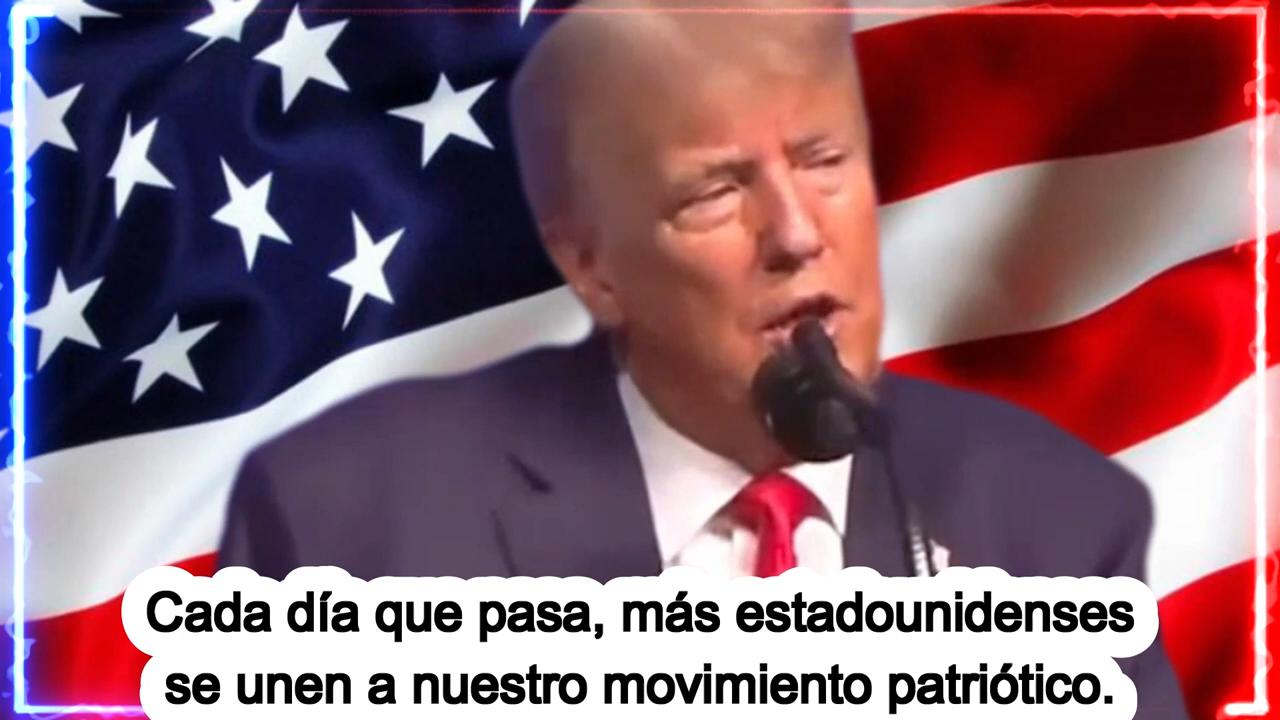 Cada día que pasa, más estadounidenses
se unen a nuestro movimiento patriótico.